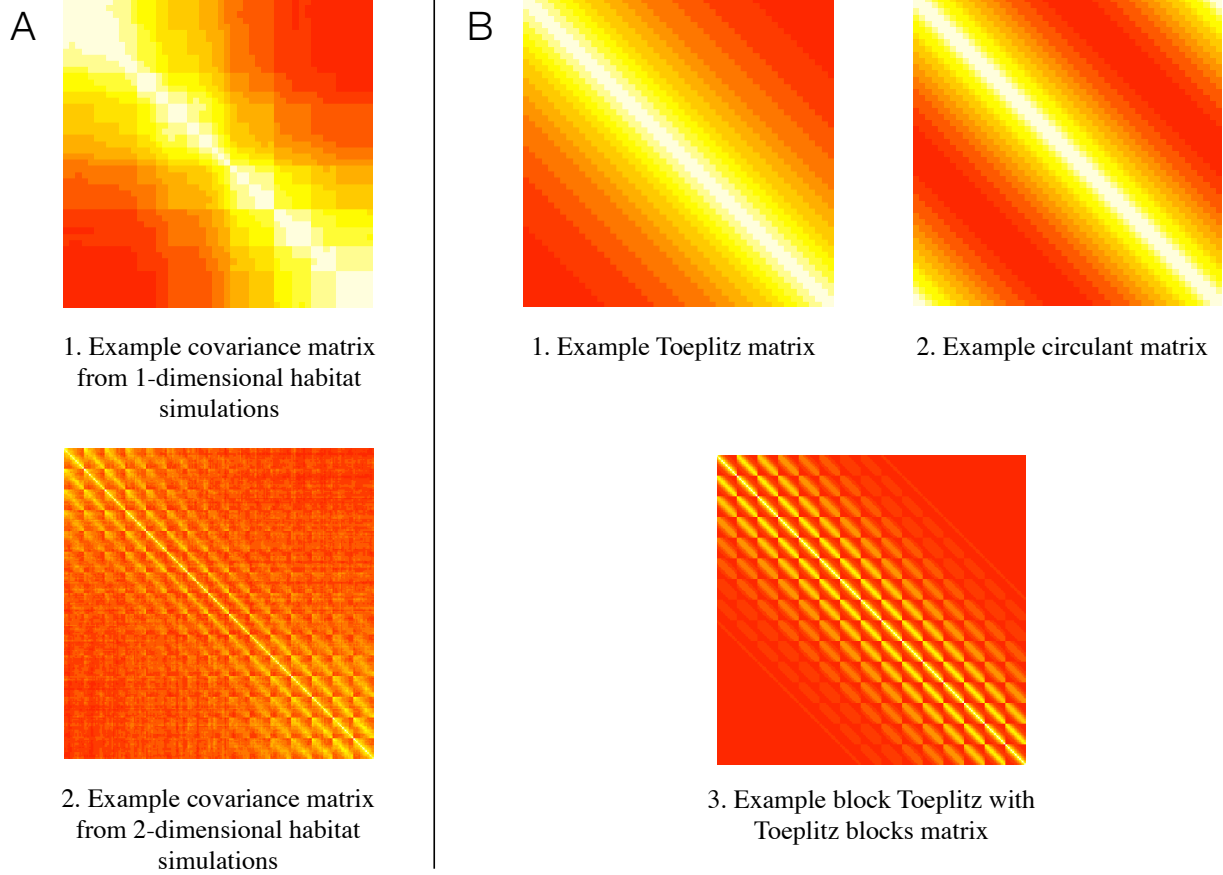 A
1. Example covariance matrix
from 1-dimensional habitat
simulations
2. Example covariance matrix
from 2-dimensional habitat
simulations
B
1. Example Toeplitz matrix
2. Example circulant matrix
3. Example block Toeplitz with
Toeplitz blocks matrix